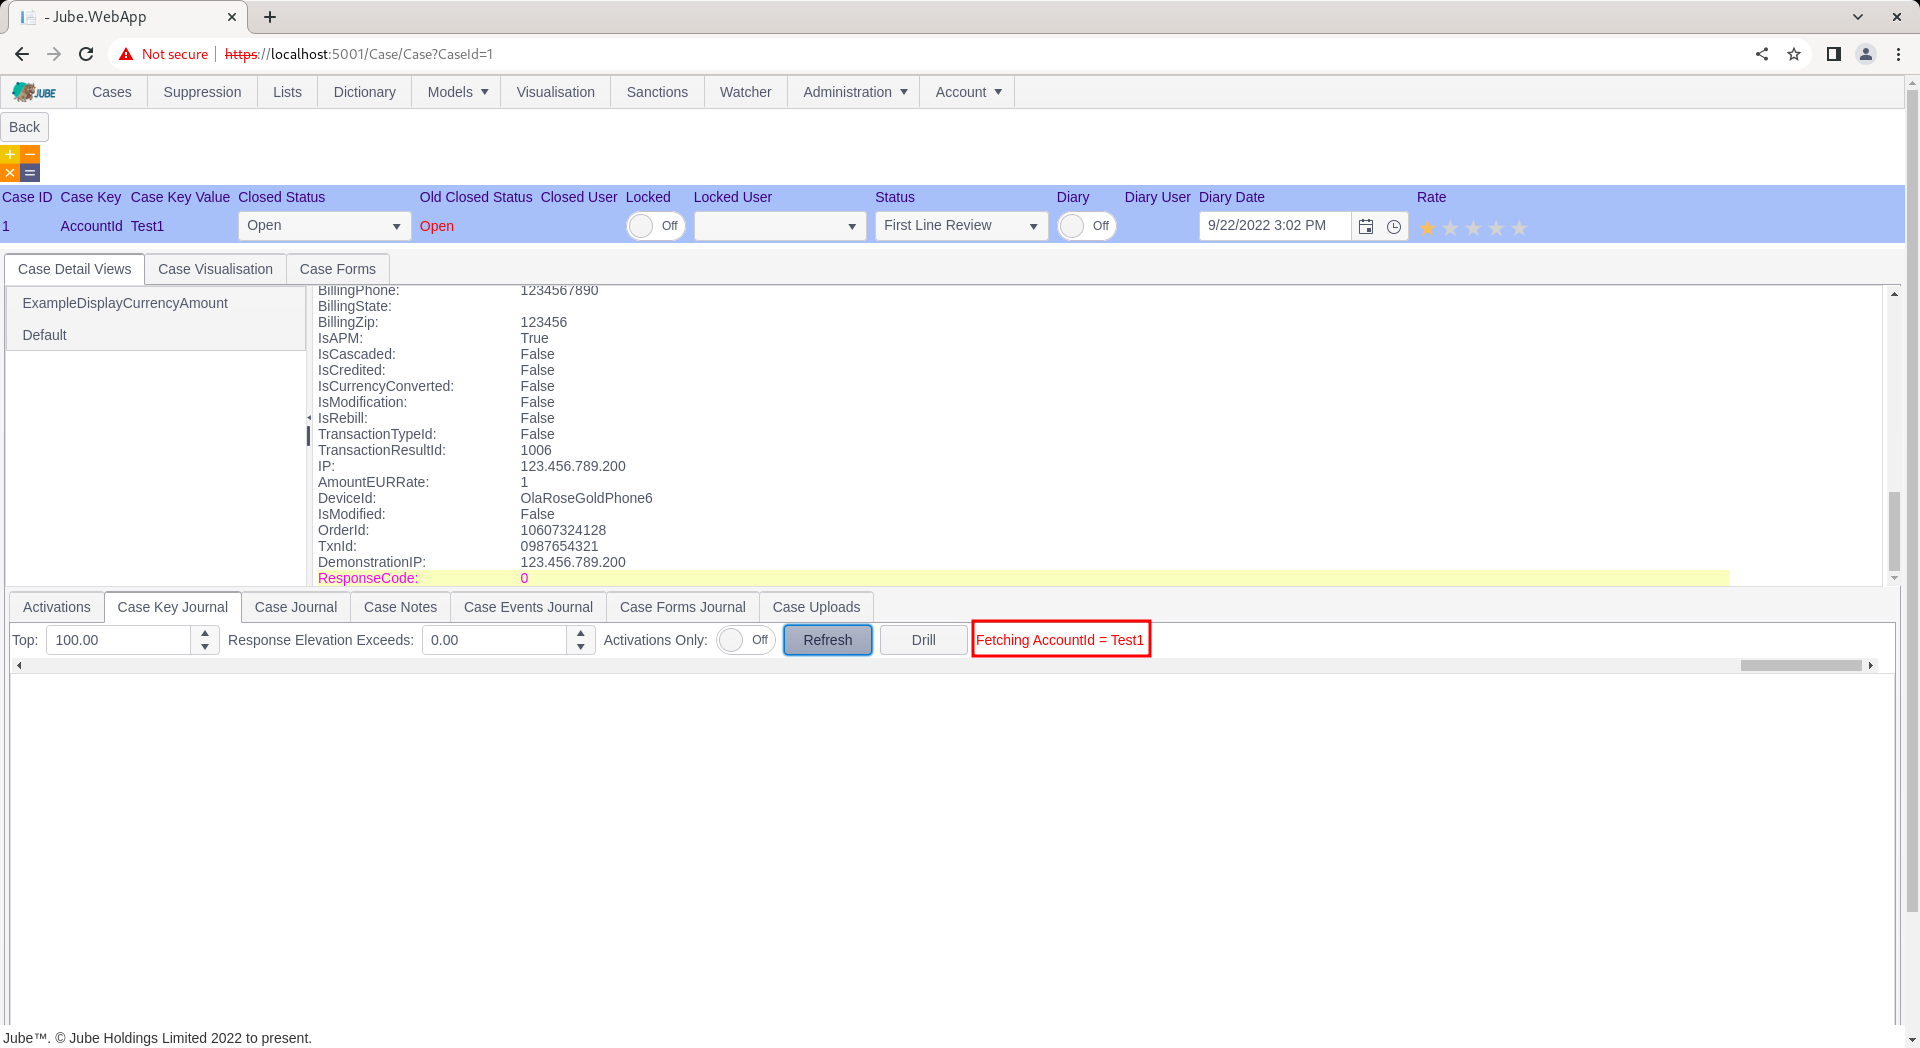 - Jube.WebApp
Not secure https://localhost:5001/Case/Case?CaseId=1
JUBE Cases Suppression Lists Dictionary Models Visualisation Sanctions Watcher Administration Account
Back
+ −
× =
Case ID Case Key Case Key Value Closed Status Old Closed Status Closed User Locked Locked User Status Diary Diary User Diary Date Rate
1 AccountId Test1 Open Open Off First Line Review Off 9/22/2022 3:02 PM
Case Detail Views Case Visualisation Case Forms
ExampleDisplayCurrencyAmount
Default
BillingPhone: 1234567890
BillingState:
BillingZip: 123456
IsAPM: True
IsCascaded: False
IsCredited: False
IsCurrencyConverted: False
IsModification: False
IsRebill: False
TransactionTypeId: False
TransactionResultId: 1006
IP: 123.456.789.200
AmountEURRate: 1
DeviceId: OlaRoseGoldPhone6
IsModified: False
OrderId: 10607324128
TxnId: 0987654321
DemonstrationIP: 123.456.789.200
ResponseCode: 0
Activations Case Key Journal Case Journal Case Notes Case Events Journal Case Forms Journal Case Uploads
Top: 100.00 Response Elevation Exceeds: 0.00 Activations Only: Off Refresh Drill Fetching AccountId = Test1
Jube™. © Jube Holdings Limited 2022 to present.